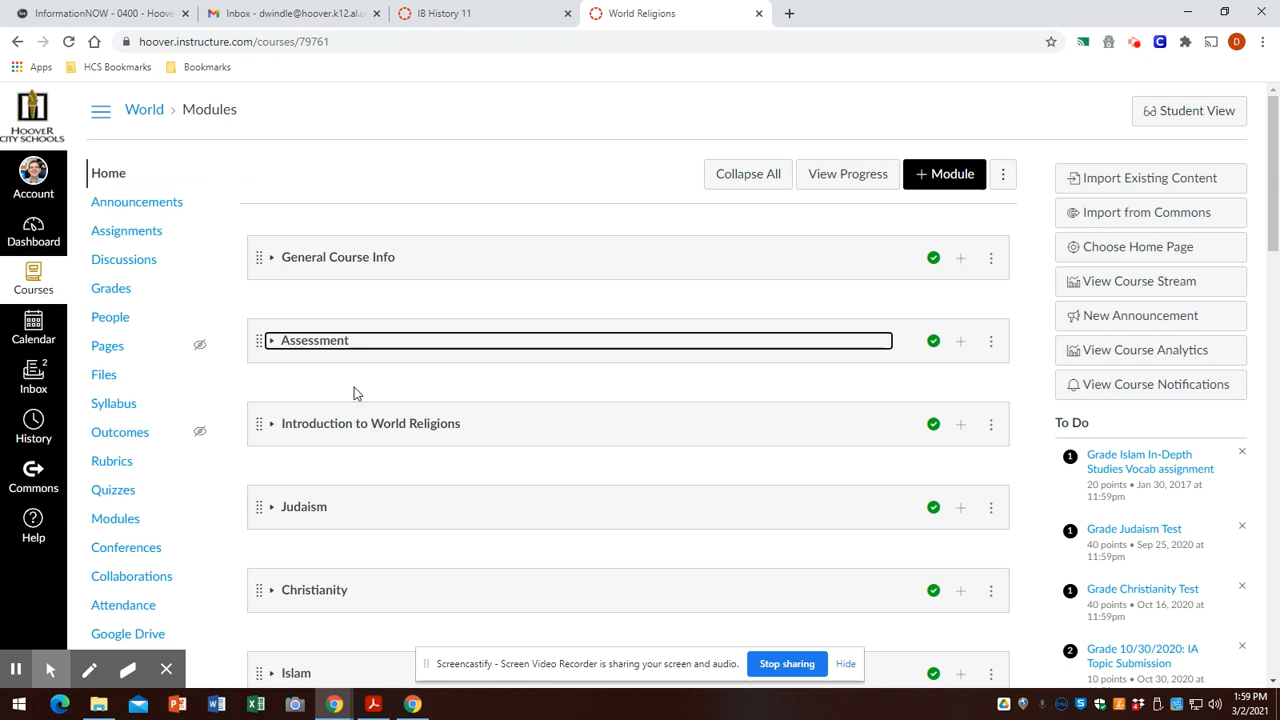 InformationNOW - 0400 - Hoover H
Inbox - dwindle@hoover.k12.al.u
IB History 11
World Religions
hoover.instructure.com/courses/79761
D
Apps
HCS Bookmarks
Bookmarks
HOOVER
CITY SCHOOLS
World › Modules
Student View
Account
Dashboard
Courses
Calendar
2
Inbox
History
Commons
Help
Home
Announcements
Assignments
Discussions
Grades
People
Pages
Files
Syllabus
Outcomes
Rubrics
Quizzes
Modules
Conferences
Collaborations
Attendance
Google Drive
Collapse All
View Progress
+ Module
General Course Info
Assessment
Introduction to World Religions
Judaism
Christianity
Islam
Import Existing Content
Import from Commons
Choose Home Page
View Course Stream
New Announcement
View Course Analytics
View Course Notifications
To Do
1
Grade Islam In-Depth
Studies Vocab assignment
20 points • Jan 30, 2017 at
11:59pm
1
Grade Judaism Test
40 points • Sep 25, 2020 at
11:59pm
1
Grade Christianity Test
40 points • Oct 16, 2020 at
11:59pm
2
Grade 10/30/2020: IA
Topic Submission
10 points • Oct 30, 2020 at
Screencastify - Screen Video Recorder is sharing your screen and audio.
Stop sharing
Hide
1:59 PM
3/2/2021